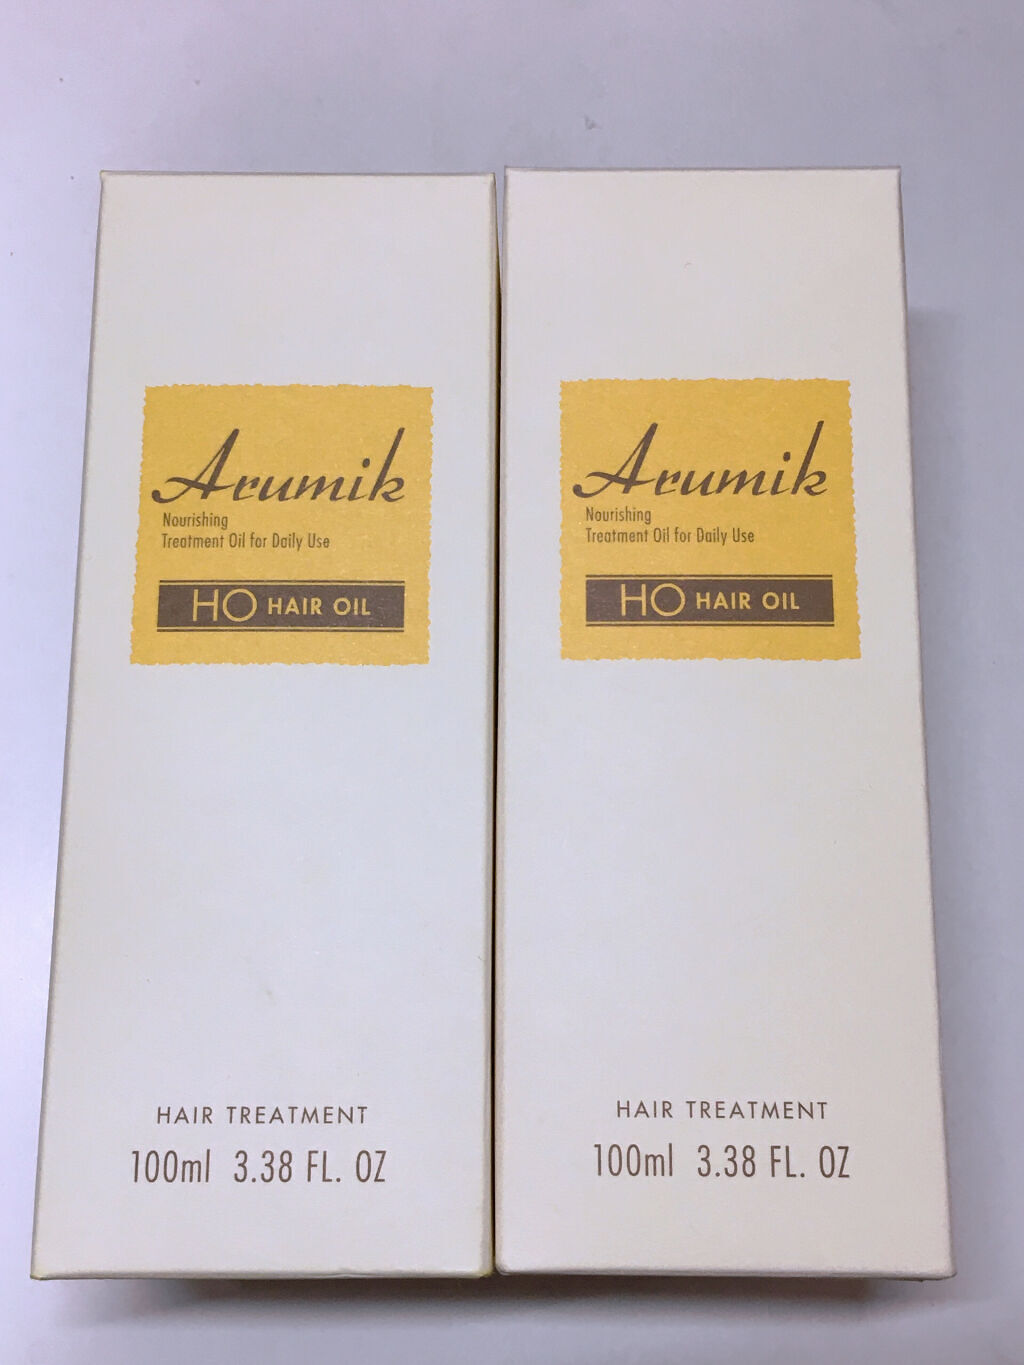 Arumik
Nourishing
Treatment Oil for Daily Use
HO HAIR OIL
HAIR TREATMENT
100ml 3.38 FL. OZ
Arumik
Nourishing
Treatment Oil for Daily Use
HO HAIR OIL
HAIR TREATMENT
100ml 3.38 FL. OZ